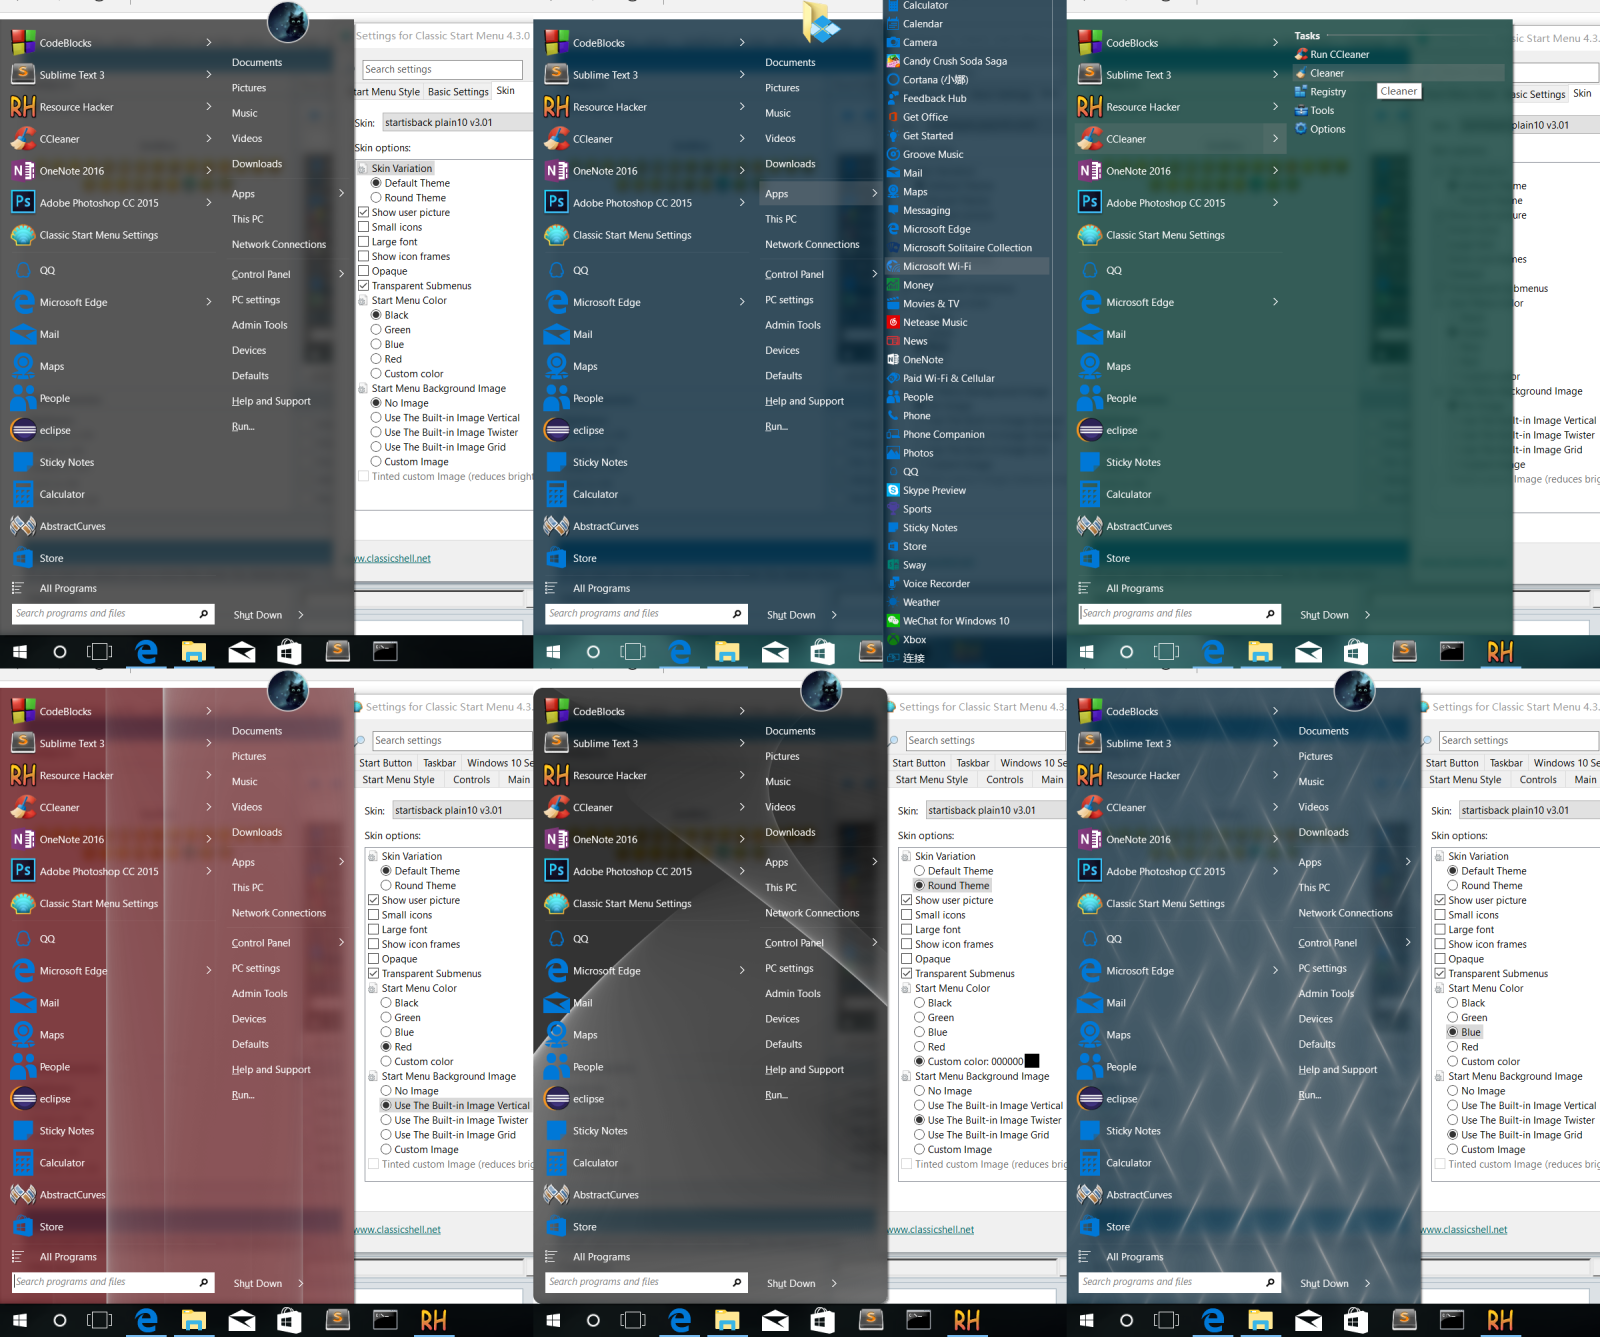 CodeBlocks
Sublime Text 3
Resource Hacker
CCleaner
OneNote 2016
Adobe Photoshop CC 2015
Classic Start Menu Settings
QQ
Microsoft Edge
Mail
Maps
People
eclipse
Sticky Notes
Calculator
AbstractCurves
Store
All Programs
Search programs and files
Documents
Pictures
Music
Videos
Downloads
Apps
This PC
Network Connections
Control Panel
PC settings
Admin Tools
Devices
Defaults
Help and Support
Run...
Shut Down
Settings for Classic Start Menu 4.3.0
Search settings
tart Menu Style Basic Settings Skin
Skin: startisback plain10 v3.01
Skin options:
Skin Variation
Default Theme
Round Theme
Show user picture
Small icons
Large font
Show icon frames
Opaque
Transparent Submenus
Start Menu Color
Black
Green
Blue
Red
Custom color
Start Menu Background Image
No Image
Use The Built-in Image Vertical
Use The Built-in Image Twister
Use The Built-in Image Grid
Custom Image
Tinted custom Image (reduces bright
ww.classicshell.net
CodeBlocks
Sublime Text 3
Resource Hacker
CCleaner
OneNote 2016
Adobe Photoshop CC 2015
Classic Start Menu Settings
QQ
Microsoft Edge
Mail
Maps
People
eclipse
Sticky Notes
Calculator
AbstractCurves
Store
All Programs
Search programs and files
Documents
Pictures
Music
Videos
Downloads
Apps
This PC
Network Connections
Control Panel
PC settings
Admin Tools
Devices
Defaults
Help and Support
Run...
Shut Down
Calculator
Calendar
Camera
Candy Crush Soda Saga
Cortana (小娜)
Feedback Hub
Get Office
Get Started
Groove Music
Mail
Maps
Messaging
Microsoft Edge
Microsoft Solitaire Collection
Microsoft Wi-Fi
Money
Movies & TV
Netease Music
News
OneNote
Paid Wi-Fi & Cellular
People
Phone
Phone Companion
Photos
QQ
Skype Preview
Sports
Sticky Notes
Store
Sway
Voice Recorder
Weather
WeChat for Windows 10
Xbox
连接
CodeBlocks
Sublime Text 3
Resource Hacker
CCleaner
OneNote 2016
Adobe Photoshop CC 2015
Classic Start Menu Settings
QQ
Microsoft Edge
Mail
Maps
People
eclipse
Sticky Notes
Calculator
AbstractCurves
Store
All Programs
Search programs and files
Tasks
Run CCleaner
Cleaner
Registry
Tools
Options
Cleaner
Shut Down
Start Menu 4.3.
asic Settings Skin
plain10 v3.01
Theme
me
ure
mes
ubmenus
or
or
kground Image
lt-in Image Vertical
lt-in Image Twister
lt-in Image Grid
ge
Image (reduces brig
CodeBlocks
Sublime Text 3
Resource Hacker
CCleaner
OneNote 2016
Adobe Photoshop CC 2015
Classic Start Menu Settings
QQ
Microsoft Edge
Mail
Maps
People
eclipse
Sticky Notes
Calculator
AbstractCurves
Store
All Programs
Search programs and files
Documents
Pictures
Music
Videos
Downloads
Apps
This PC
Network Connections
Control Panel
PC settings
Admin Tools
Devices
Defaults
Help and Support
Run...
Shut Down
Settings for Classic Start Menu 4.3.
Search settings
Start Button Taskbar Windows 10 Se
Start Menu Style Controls Main
Skin: startisback plain10 v3.01
Skin options:
Skin Variation
Default Theme
Round Theme
Show user picture
Small icons
Large font
Show icon frames
Opaque
Transparent Submenus
Start Menu Color
Black
Green
Blue
Red
Custom color
Start Menu Background Image
No Image
Use The Built-in Image Vertical
Use The Built-in Image Twister
Use The Built-in Image Grid
Custom Image
Tinted custom Image (reduces brig
www.classicshell.net
CodeBlocks
Sublime Text 3
Resource Hacker
CCleaner
OneNote 2016
Adobe Photoshop CC 2015
Classic Start Menu Settings
QQ
Microsoft Edge
Mail
Maps
People
eclipse
Sticky Notes
Calculator
AbstractCurves
Store
All Programs
Search programs and files
Documents
Pictures
Music
Videos
Downloads
Apps
This PC
Network Connections
Control Panel
PC settings
Admin Tools
Devices
Defaults
Help and Support
Run...
Shut Down
Settings for Classic Start Menu 4.3.
Search settings
Start Button Taskbar Windows 10 Se
Start Menu Style Controls Main
Skin: startisback plain10 v3.01
Skin options:
Skin Variation
Default Theme
Round Theme
Show user picture
Small icons
Large font
Show icon frames
Opaque
Transparent Submenus
Start Menu Color
Black
Green
Blue
Red
Custom color: 000000
Start Menu Background Image
No Image
Use The Built-in Image Vertical
Use The Built-in Image Twister
Use The Built-in Image Grid
Custom Image
Tinted custom Image (reduces brig
www.classicshell.net
CodeBlocks
Sublime Text 3
Resource Hacker
CCleaner
OneNote 2016
Adobe Photoshop CC 2015
Classic Start Menu Settings
QQ
Microsoft Edge
Mail
Maps
People
eclipse
Sticky Notes
Calculator
AbstractCurves
Store
All Programs
Search programs and files
Documents
Pictures
Music
Videos
Downloads
Apps
This PC
Network Connections
Control Panel
PC settings
Admin Tools
Devices
Defaults
Help and Support
Run...
Shut Down
Settings for Classic Start Menu 4.3.
Search settings
Start Button Taskbar Windows 10 Se
Start Menu Style Controls Main
Skin: startisback plain10 v3.01
Skin options:
Skin Variation
Default Theme
Round Theme
Show user picture
Small icons
Large font
Show icon frames
Opaque
Transparent Submenus
Start Menu Color
Black
Green
Blue
Red
Custom color
Start Menu Background Image
No Image
Use The Built-in Image Vertical
Use The Built-in Image Twister
Use The Built-in Image Grid
Custom Image
Tinted custom Image (reduces brig
www.classicshell.net